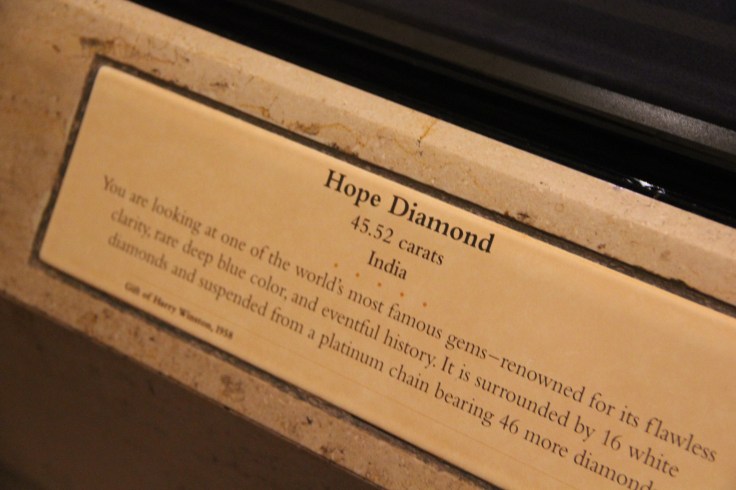 Hope Diamond
45.52 carats
India
You are looking at one of the world's most famous gems—renowned for its flawless
clarity, rare deep blue color, and eventful history. It is surrounded by 16 white
diamonds and suspended from a platinum chain bearing 46 more diamonds
Gift of Harry Winston, 1958